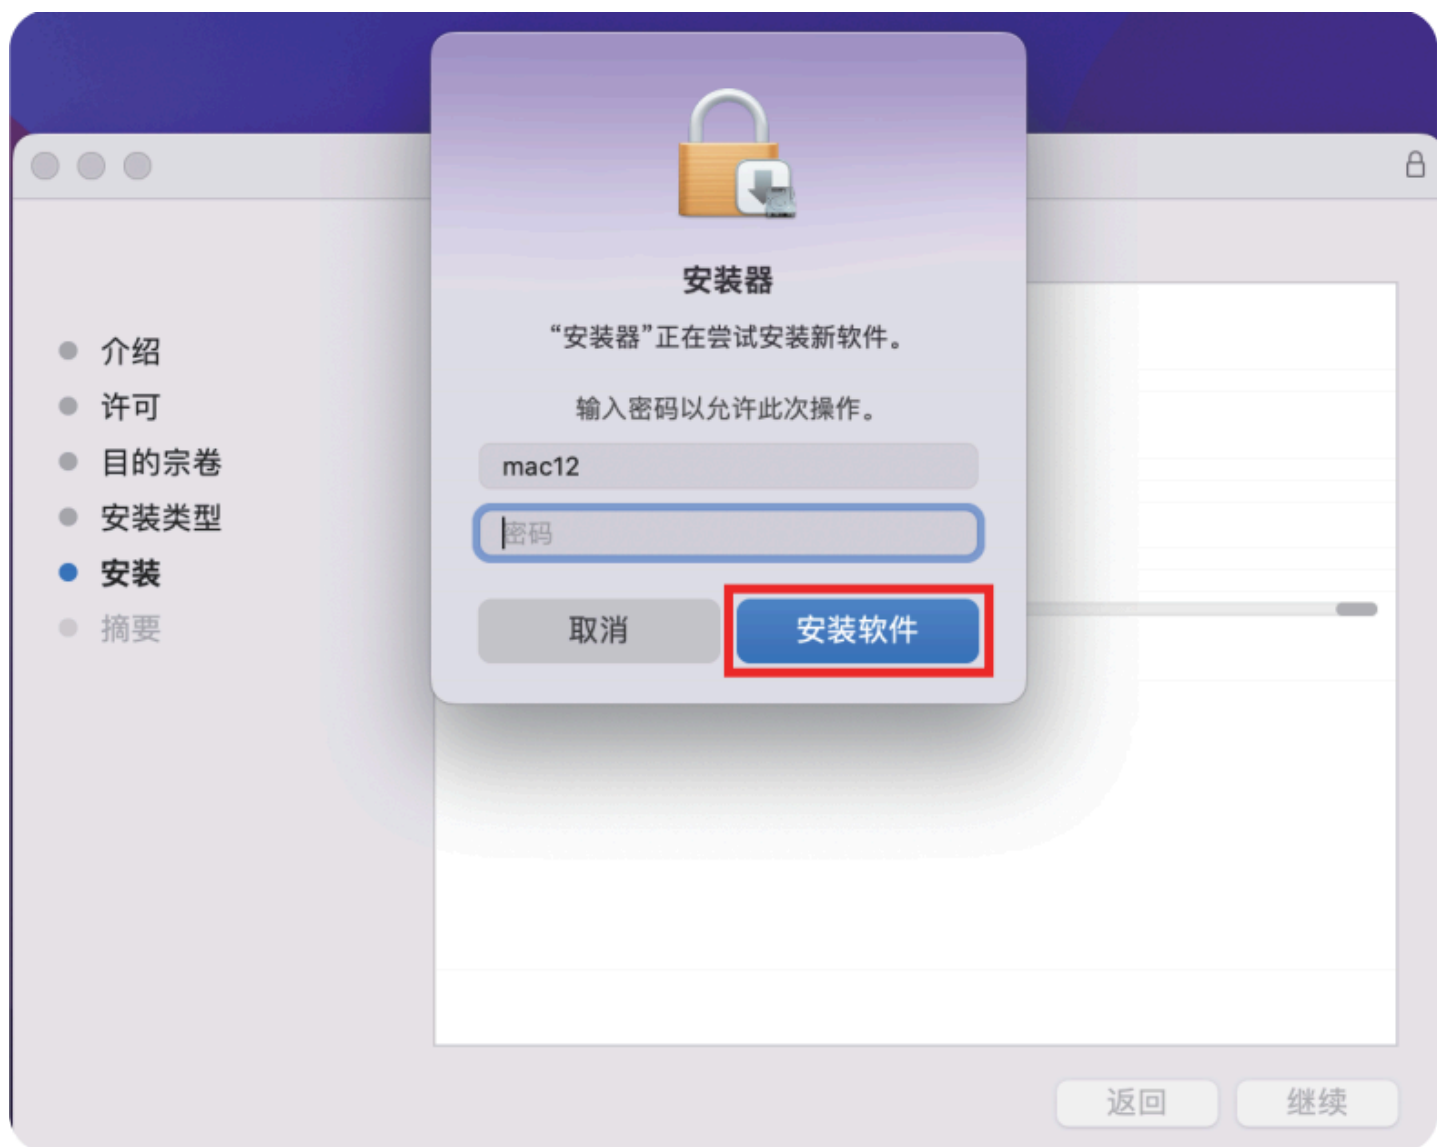 安装器
“安装器”正在尝试安装新软件。
输入密码以允许此次操作。
mac12
密码
取消
安装软件
介绍
许可
目的宗卷
安装类型
安装
摘要
返回
继续